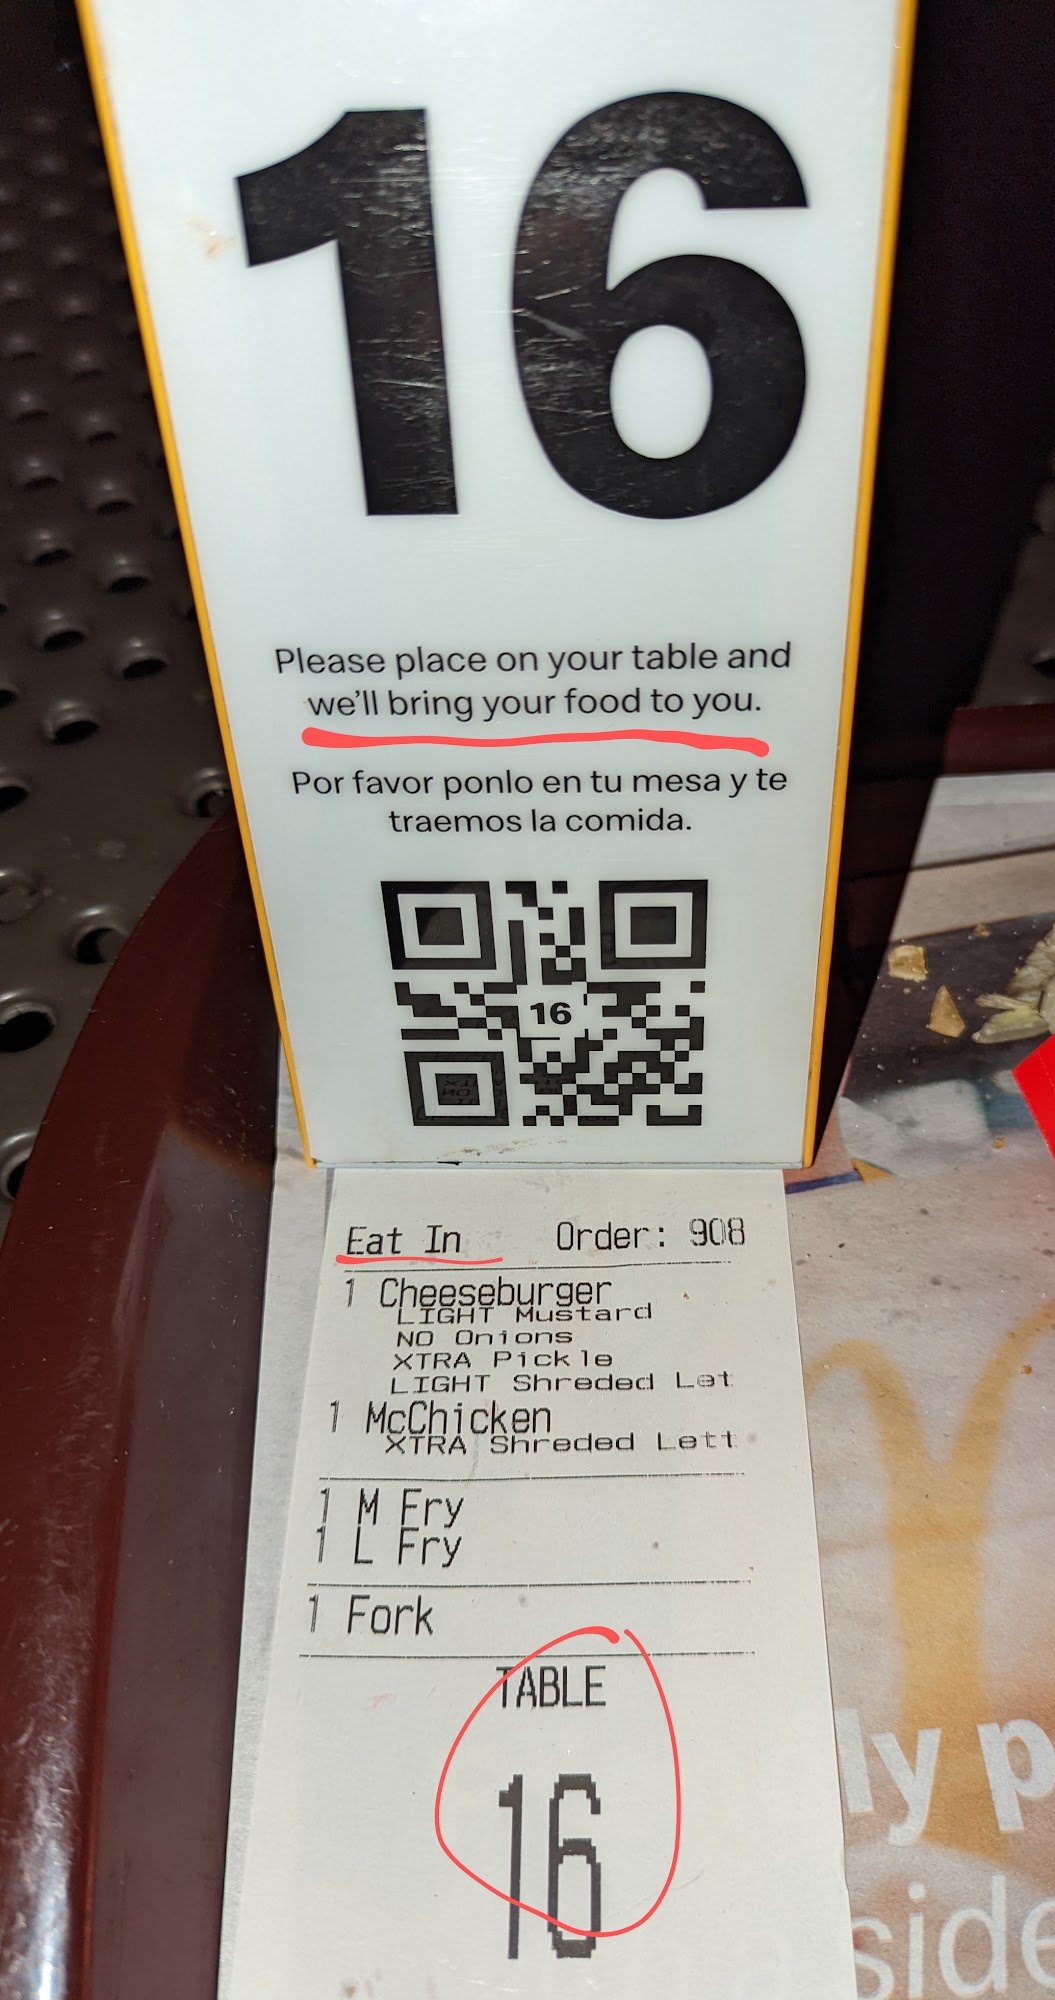 16
Please place on your table and
we'll bring your food to you.
Por favor ponlo en tu mesa y te
traemos la comida.
16
Eat In Order: 908
1 Cheeseburger
LIGHT Mustard
NO Onions
XTRA Pickle
LIGHT Shreded Let
1 McChicken
XTRA Shreded Lett
1 M Fry
1 L Fry
1 Fork
TABLE
16
ly p
side